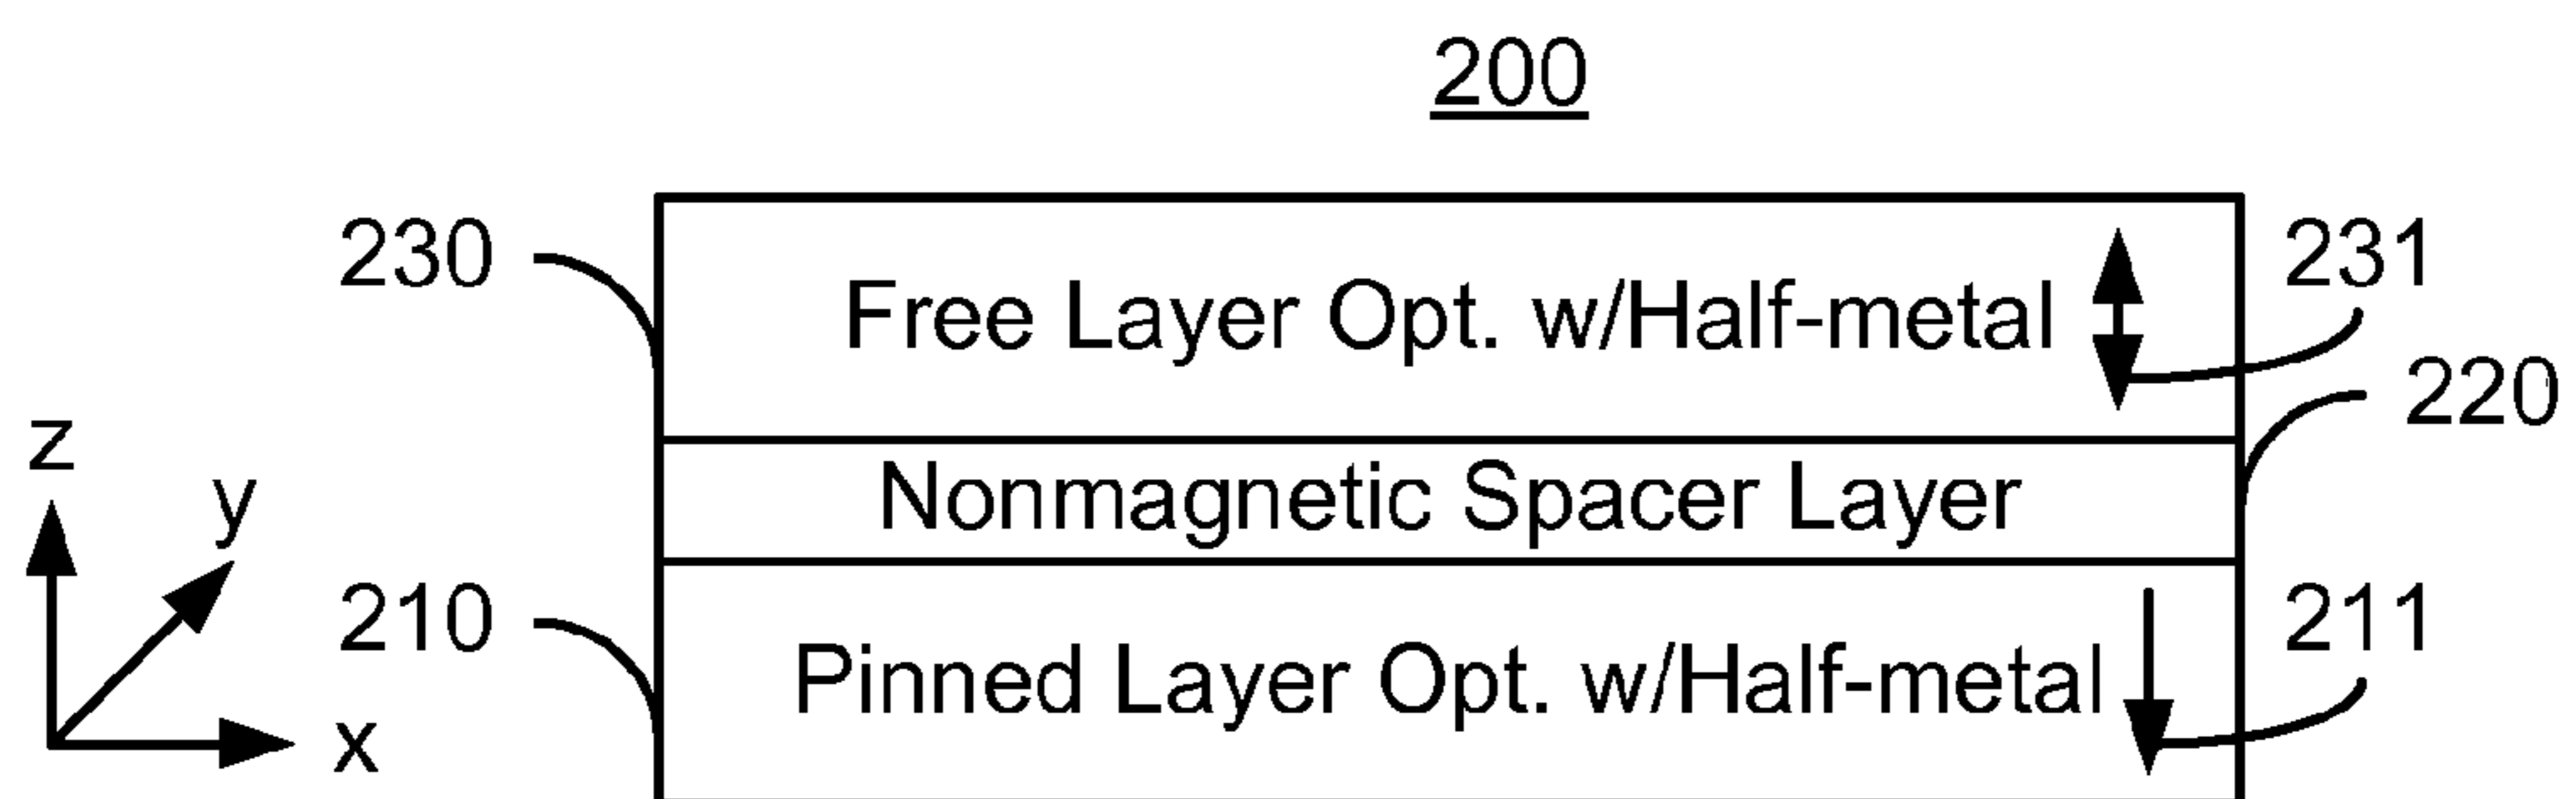 200
230
Free Layer Opt. w/Half-metal
231
220
Nonmagnetic Spacer Layer
z
y
x
210
Pinned Layer Opt. w/Half-metal
211